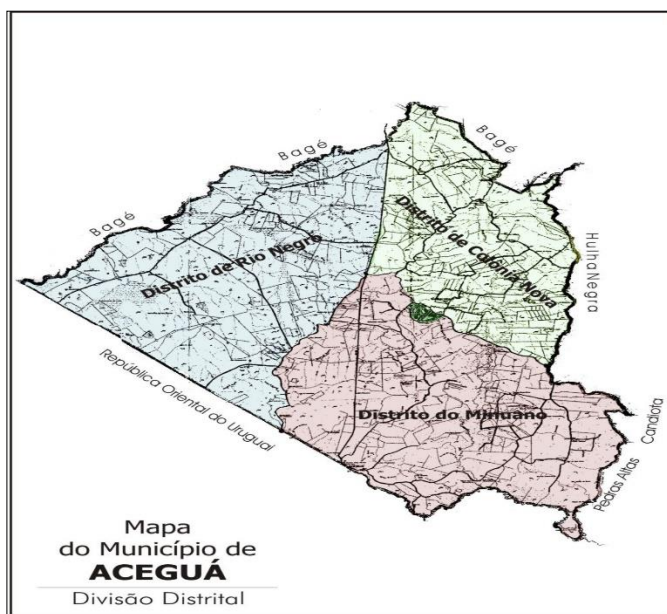 Bagé
Bagé
Bagé
Distrito de Colônia Nova
Distrito de Rio Negro
Hulha Negra
República Oriental do Uruguai
Distrito do Minuano
Candiota
Pedras Altas
Mapa
do Município de
ACEGUÁ
Divisão Distrital